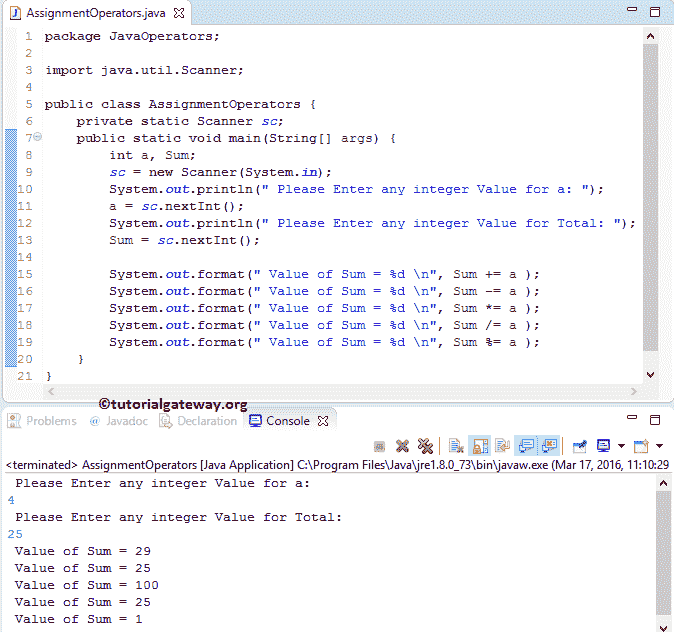 AssignmentOperators.java
1 package JavaOperators;
2
3 import java.util.Scanner;
4
5 public class AssignmentOperators {
6 private static Scanner sc;
7 public static void main(String[] args) {
8 int a, Sum;
9 sc = new Scanner(System.in);
10 System.out.println(" Please Enter any integer Value for a: ");
11 a = sc.nextInt();
12 System.out.println(" Please Enter any integer Value for Total: ");
13 Sum = sc.nextInt();
14
15 System.out.format(" Value of Sum = %d \n", Sum += a );
16 System.out.format(" Value of Sum = %d \n", Sum -= a );
17 System.out.format(" Value of Sum = %d \n", Sum *= a );
18 System.out.format(" Value of Sum = %d \n", Sum /= a );
19 System.out.format(" Value of Sum = %d \n", Sum %= a );
20 }
21 }
©tutorialgateway.org
Problems @ Javadoc Declaration Console
<terminated> AssignmentOperators [Java Application] C:\Program Files\Java\jre1.8.0_73\bin\javaw.exe (Mar 17, 2016, 11:10:29
Please Enter any integer Value for a:
4
Please Enter any integer Value for Total:
25
Value of Sum = 29
Value of Sum = 25
Value of Sum = 100
Value of Sum = 25
Value of Sum = 1